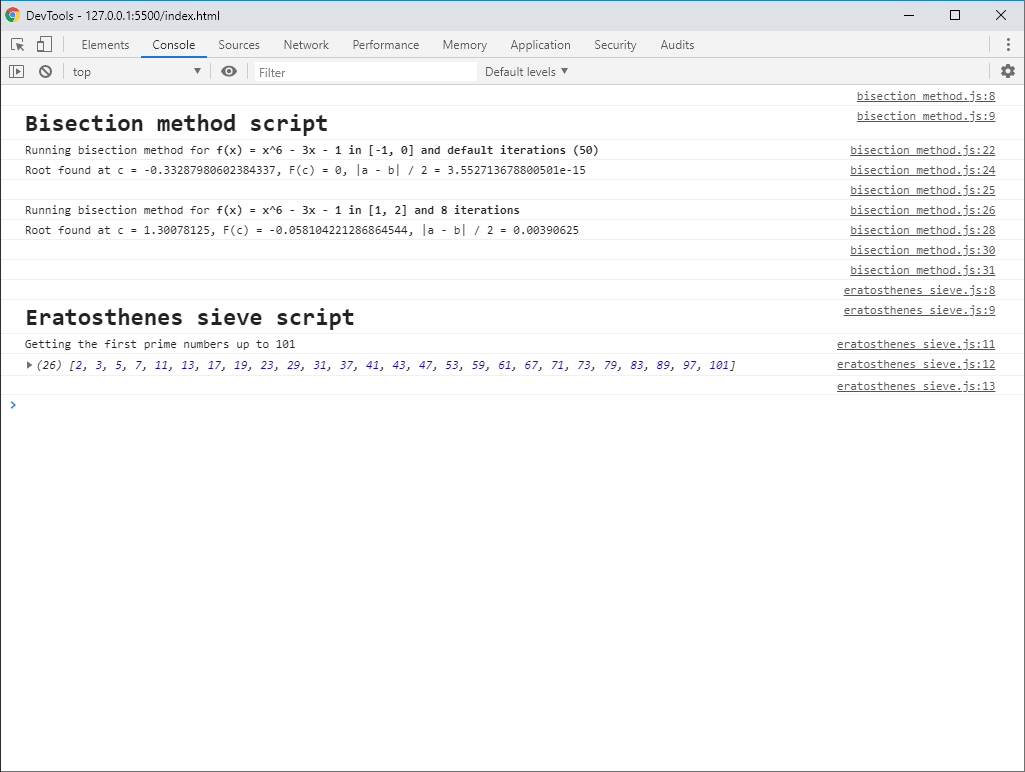 DevTools - 127.0.0.1:5500/index.html
Elements Console Sources Network Performance Memory Application Security Audits
top Filter Default levels
bisection_method.js:8
Bisection method script bisection_method.js:9
Running bisection method for f(x) = x^6 - 3x - 1 in [-1, 0] and default iterations (50) bisection_method.js:22
Root found at c = -0.33287980602384337, F(c) = 0, |a - b| / 2 = 3.552713678800501e-15 bisection_method.js:24
bisection_method.js:25
Running bisection method for f(x) = x^6 - 3x - 1 in [1, 2] and 8 iterations bisection_method.js:26
Root found at c = 1.30078125, F(c) = -0.058104221286864544, |a - b| / 2 = 0.00390625 bisection_method.js:28
bisection_method.js:30
bisection_method.js:31
eratosthenes_sieve.js:8
Eratosthenes sieve script eratosthenes_sieve.js:9
Getting the first prime numbers up to 101 eratosthenes_sieve.js:11
(26) [2, 3, 5, 7, 11, 13, 17, 19, 23, 29, 31, 37, 41, 43, 47, 53, 59, 61, 67, 71, 73, 79, 83, 89, 97, 101] eratosthenes_sieve.js:12
eratosthenes_sieve.js:13